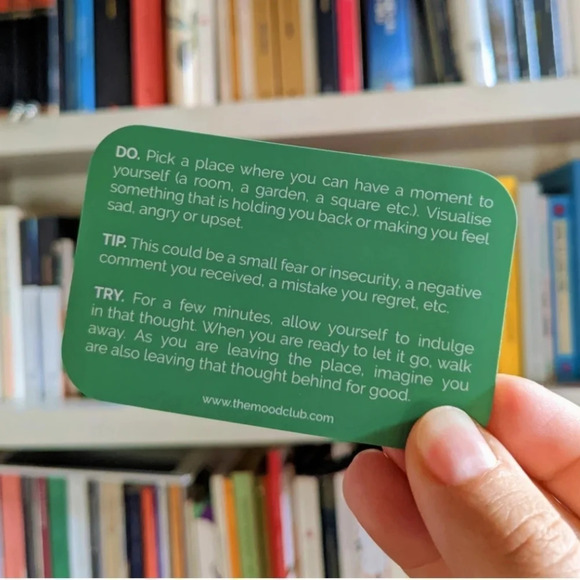 DO. Pick a place where you can have a moment to
yourself (a room, a garden, a square etc.). Visualise
something that is holding you back or making you feel
sad, angry or upset.
TIP. This could be a small fear or insecurity, a negative
comment you received, a mistake you regret, etc.
TRY. For a few minutes, allow yourself to indulge
in that thought. When you are ready to let it go, walk
away. As you are leaving the place, imagine you
are also leaving that thought behind for good.
www.themoodclub.com